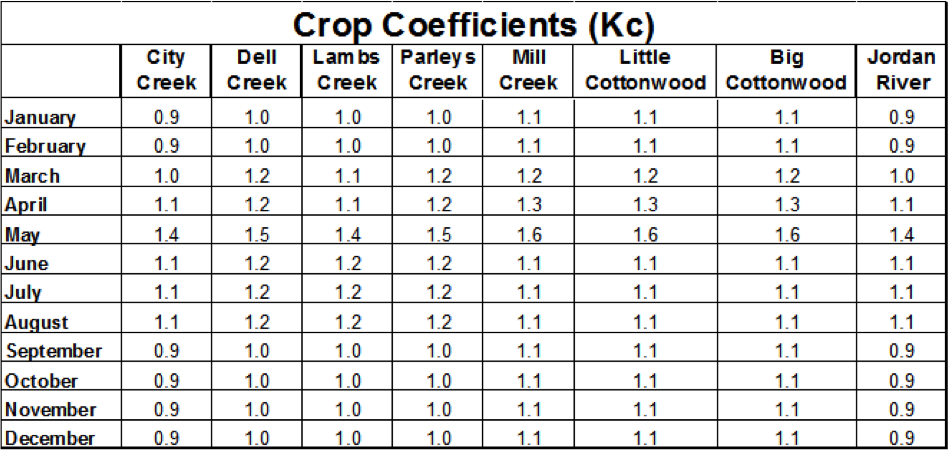 Crop Coefficients (Kc)
City Creek Dell Creek Lambs Creek Parleys Creek Mill Creek Little Cottonwood Big Cottonwood Jordan River
January 0.9 1.0 1.0 1.0 1.1 1.1 1.1 0.9
February 0.9 1.0 1.0 1.0 1.1 1.1 1.1 0.9
March 1.0 1.2 1.1 1.2 1.2 1.2 1.2 1.0
April 1.1 1.2 1.1 1.2 1.3 1.3 1.3 1.1
May 1.4 1.5 1.4 1.5 1.6 1.6 1.6 1.4
June 1.1 1.2 1.2 1.2 1.1 1.1 1.1 1.1
July 1.1 1.2 1.2 1.2 1.1 1.1 1.1 1.1
August 1.1 1.2 1.2 1.2 1.1 1.1 1.1 1.1
September 0.9 1.0 1.0 1.0 1.1 1.1 1.1 0.9
October 0.9 1.0 1.0 1.0 1.1 1.1 1.1 0.9
November 0.9 1.0 1.0 1.0 1.1 1.1 1.1 0.9
December 0.9 1.0 1.0 1.0 1.1 1.1 1.1 0.9